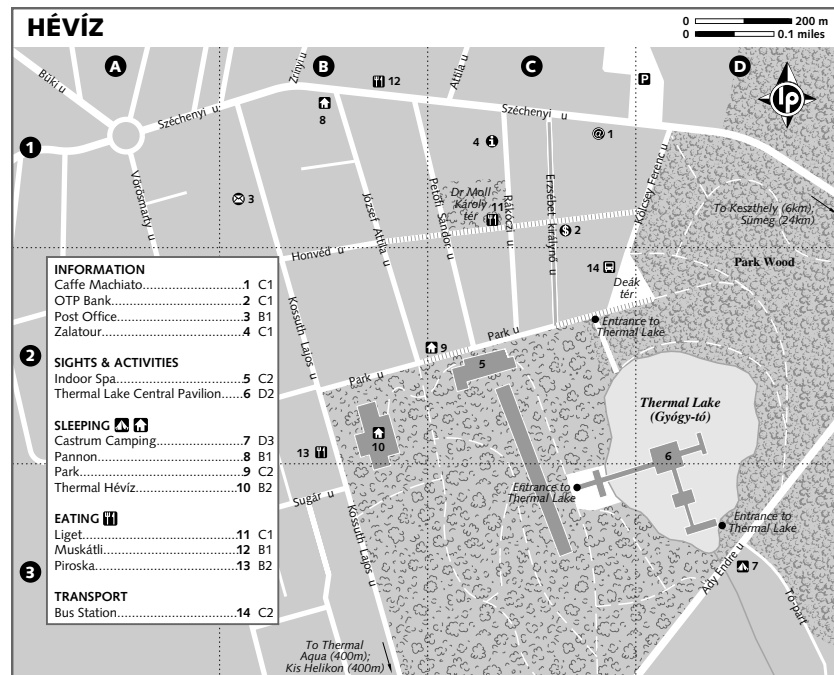 HÉVÍZ
0 200 m
0 0.1 miles
A
B
C
D
1
2
3
Büki u
Széchenyi u
Zrínyi u
12
Attila u
P
Széchenyi u
8
4
@ 1
lp
Vörösmarty u
3
József Attila u
Petőfi Sándor u
Dr Moll
Károly
tér
11
Rákóczi u
Erzsébet királynő u
$ 2
Kölcsey Ferenc u
To Keszthely (6km),
Sümeg (24km)
Honvéd u
14
Deák
tér
Park Wood
INFORMATION
Caffe Machiato...1 C1
OTP Bank...2 C1
Post Office...3 B1
Zalatour...4 C1
SIGHTS & ACTIVITIES
Indoor Spa...5 C2
Thermal Lake Central Pavilion...6 D2
SLEEPING
Castrum Camping...7 D3
Pannon...8 B1
Park...9 C2
Thermal Hévíz...10 B2
EATING
Liget...11 C1
Muskátli...12 B1
Piroska...13 B2
TRANSPORT
Bus Station...14 C2
Kossuth Lajos u
Park u
9
Park u
5
Entrance to
Thermal Lake
Thermal Lake
(Gyógy-tó)
10
13
6
Sugár u
Kossuth Lajos u
Entrance to
Thermal Lake
Entrance to
Thermal Lake
Ady Endre u
7
Tó-part
To Thermal
Aqua (400m);
Kis Helikon (400m)